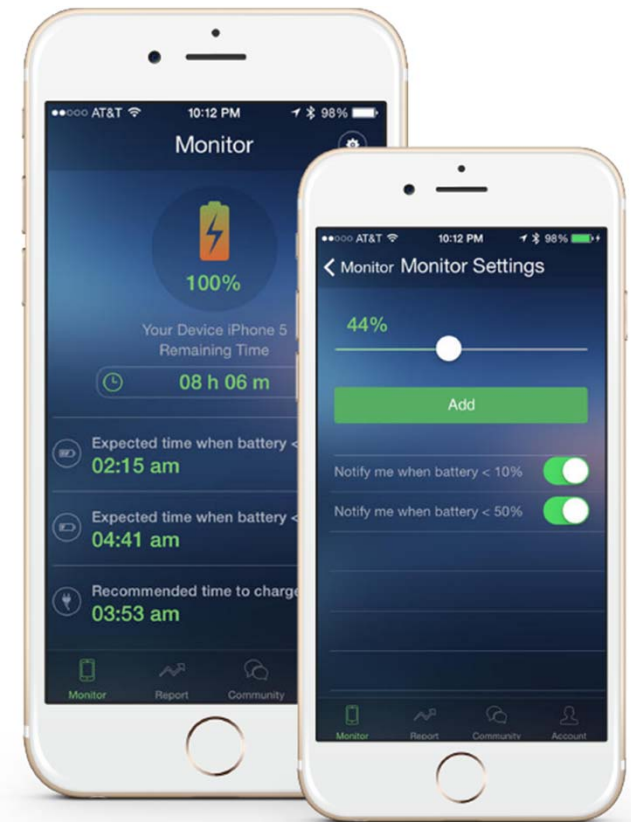 AT&T 10:12 PM 98%
Monitor
100%
Your Device iPhone 5
Remaining Time
08 h 06 m
Expected time when battery <
02:15 am
Expected time when battery <
04:41 am
Recommended time to charge
03:53 am
Monitor Report Community
AT&T 10:12 PM 98%
Monitor Monitor Settings
44%
Add
Notify me when battery < 10%
Notify me when battery < 50%
Monitor Report Community Account